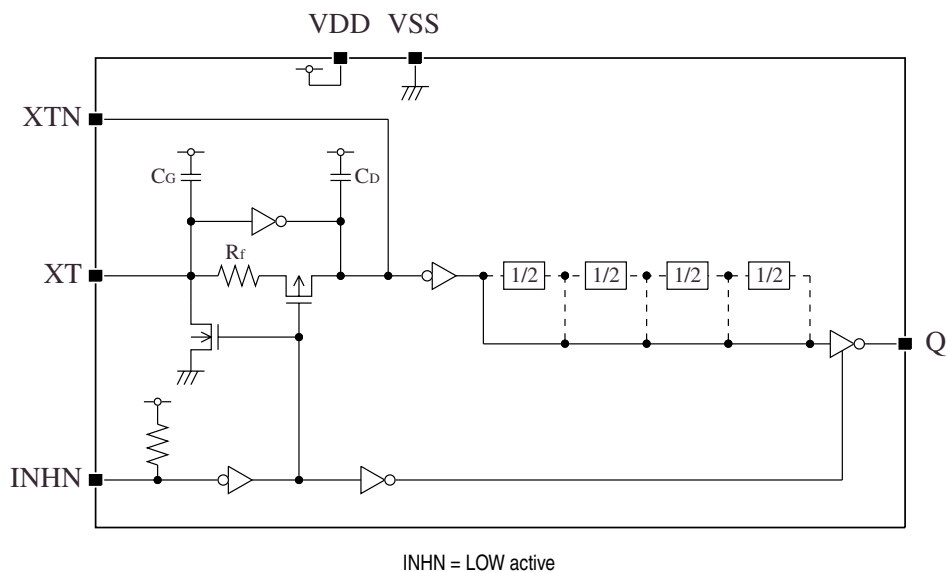 VDD VSS
XTN
CG CD
XT
Rf
1/2 1/2 1/2 1/2
Q
INHN
INHN = LOW active